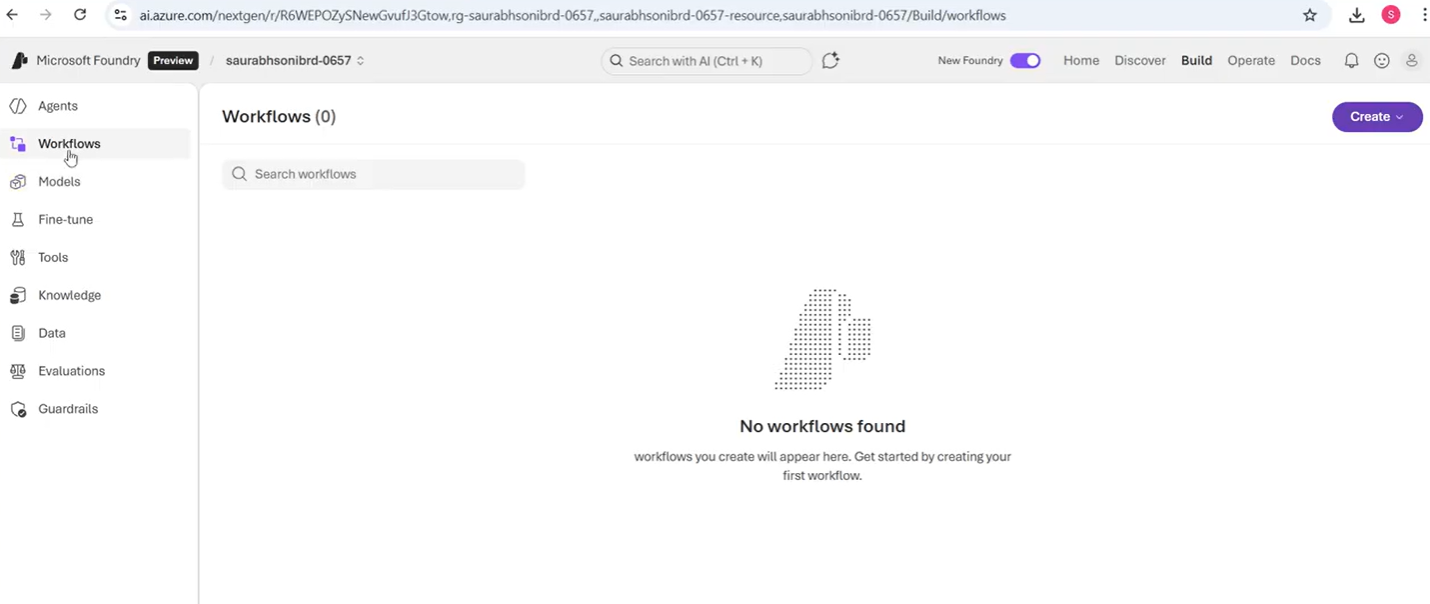 ai.azure.com/nextgen/r/R6WEPOZySNewGvufJ3Gtow,rg-saurabhsonibrd-0657,,saurabhsonibrd-0657-resource,saurabhsonibrd-0657/Build/workflows
S
Microsoft Foundry Preview / saurabhsonibrd-0657 Search with AI (Ctrl + K) New Foundry Home Discover Build Operate Docs
Agents
Workflows
Models
Fine-tune
Tools
Knowledge
Data
Evaluations
Guardrails
Workflows (0)
Create
Search workflows
No workflows found
workflows you create will appear here. Get started by creating your
first workflow.